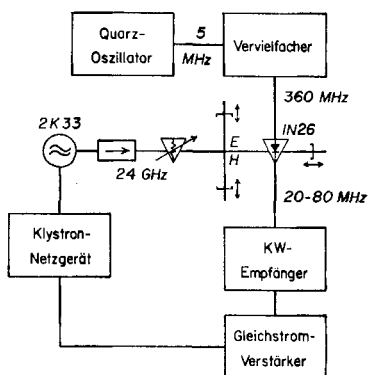 Quarz-
Oszillator
5
MHz
Vervielfacher
360 MHz
2K33
24 GHz
E
H
IN26
20-80 MHz
Klystron-
Netzgerät
KW-
Empfänger
Gleichstrom-
Verstärker